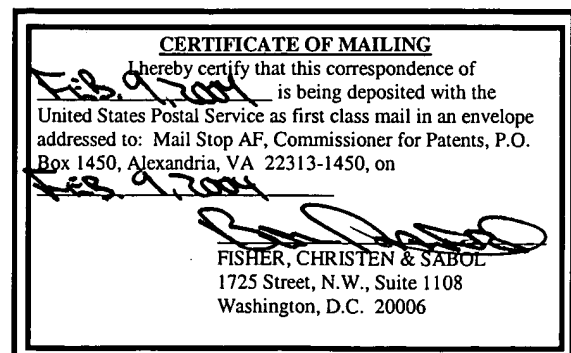 CERTIFICATE OF MAILING
I hereby certify that this correspondence of
Feb. 9, 2004 is being deposited with the
United States Postal Service as first class mail in an envelope
addressed to: Mail Stop AF, Commissioner for Patents, P.O.
Box 1450, Alexandria, VA 22313-1450, on
Feb. 9, 2004
FISHER, CHRISTEN & SABOL
1725 Street, N.W., Suite 1108
Washington, D.C. 20006